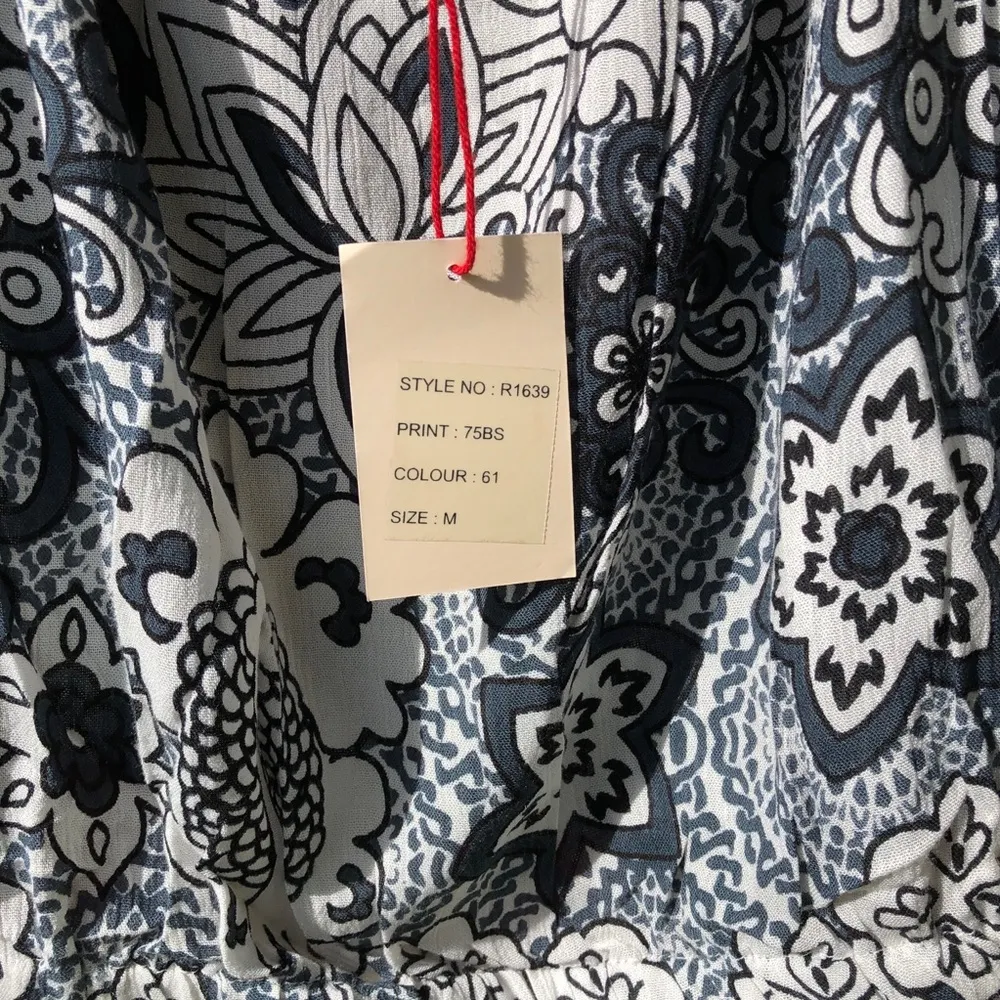 STYLE NO : R1639
PRINT : 75BS
COLOUR : 61
SIZE : M